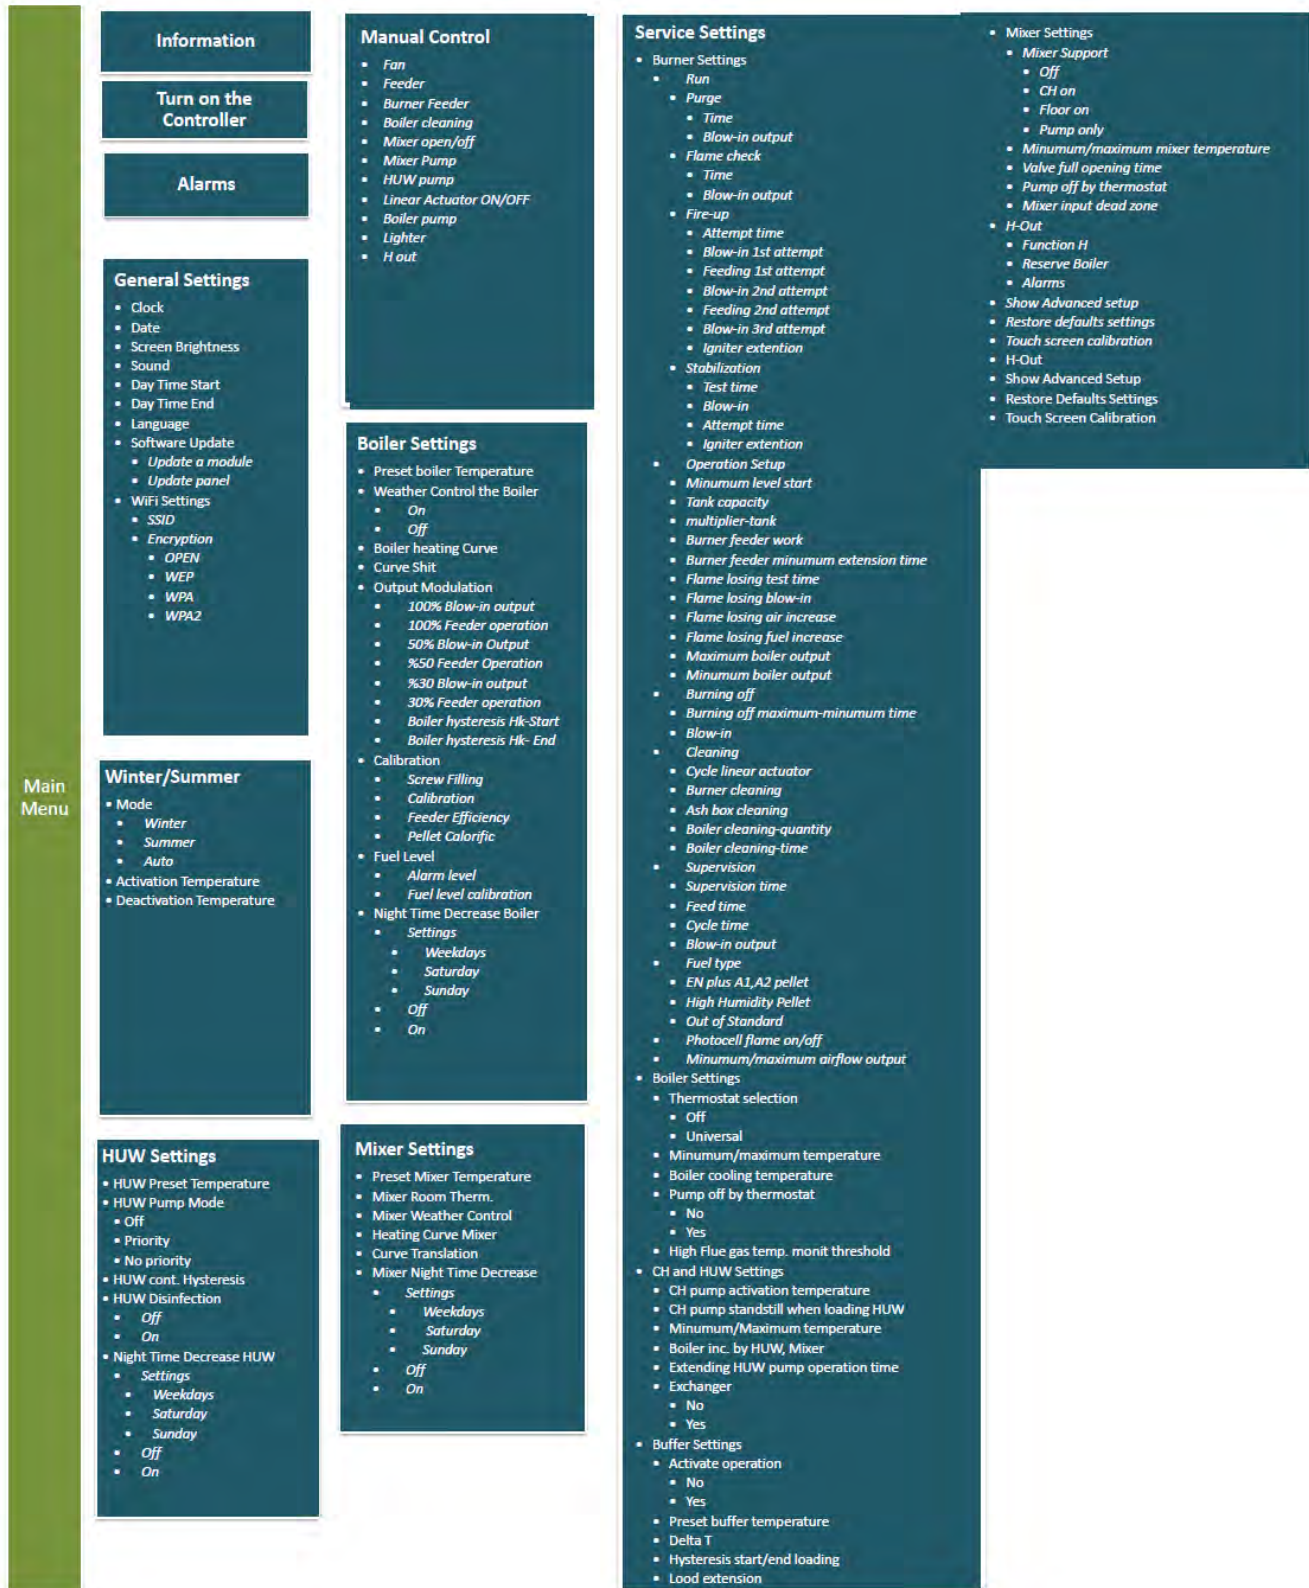 Main
Menu
Information
Turn on the
Controller
Alarms
General Settings
• Clock
• Date
• Screen Brightness
• Sound
• Day Time Start
• Day Time End
• Language
• Software Update
• Update a module
• Update panel
• WiFi Settings
• SSID
• Encryption
• OPEN
• WEP
• WPA
• WPA2
Winter/Summer
• Mode
• Winter
• Summer
• Auto
• Activation Temperature
• Deactivation Temperature
HUW Settings
• HUW Preset Temperature
• HUW Pump Mode
• Off
• Priority
• No priority
• HUW cont. Hysteresis
• HUW Disinfection
• Off
• On
• Night Time Decrease HUW
• Settings
• Weekdays
• Saturday
• Sunday
• Off
• On
Manual Control
• Fan
• Feeder
• Burner Feeder
• Boiler cleaning
• Mixer open/off
• Mixer Pump
• HUW pump
• Linear Actuator ON/OFF
• Boiler pump
• Lighter
• H out
Boiler Settings
• Preset boiler Temperature
• Weather Control the Boiler
• On
• Off
• Boiler heating Curve
• Curve Shit
• Output Modulation
• 100% Blow-in output
• 100% Feeder operation
• 50% Blow-in Output
• %50 Feeder Operation
• %30 Blow-in output
• 30% Feeder operation
• Boiler hysteresis Hk-Start
• Boiler hysteresis Hk- End
• Calibration
• Screw Filling
• Calibration
• Feeder Efficiency
• Pellet Calorific
• Fuel Level
• Alarm level
• Fuel level calibration
• Night Time Decrease Boiler
• Settings
• Weekdays
• Saturday
• Sunday
• Off
• On
Mixer Settings
• Preset Mixer Temperature
• Mixer Room Therm.
• Mixer Weather Control
• Heating Curve Mixer
• Curve Translation
• Mixer Night Time Decrease
• Settings
• Weekdays
• Saturday
• Sunday
• Off
• On
Service Settings
• Burner Settings
• Run
• Purge
• Time
• Blow-in output
• Flame check
• Time
• Blow-in output
• Fire-up
• Attempt time
• Blow-in 1st attempt
• Feeding 1st attempt
• Blow-in 2nd attempt
• Feeding 2nd attempt
• Blow-in 3rd attempt
• Igniter extention
• Stabilization
• Test time
• Blow-in
• Attempt time
• Igniter extention
• Operation Setup
• Minumum level start
• Tank capacity
• multiplier-tank
• Burner feeder work
• Burner feeder minumum extension time
• Flame losing test time
• Flame losing blow-in
• Flame losing air increase
• Flame losing fuel increase
• Maximum boiler output
• Minumum boiler output
• Burning off
• Burning off maximum-minumum time
• Blow-in
• Cleaning
• Cycle linear actuator
• Burner cleaning
• Ash box cleaning
• Boiler cleaning-quantity
• Boiler cleaning-time
• Supervision
• Supervision time
• Feed time
• Cycle time
• Blow-in output
• Fuel type
• EN plus A1,A2 pellet
• High Humidity Pellet
• Out of Standard
• Photocell flame on/off
• Minumum/maximum airflow output
• Boiler Settings
• Thermostat selection
• Off
• Universal
• Minumum/maximum temperature
• Boiler cooling temperature
• Pump off by thermostat
• No
• Yes
• High Flue gas temp. monit threshold
• CH and HUW Settings
• CH pump activation temperature
• CH pump standstill when loading HUW
• Minumum/Maximum temperature
• Boiler inc. by HUW, Mixer
• Extending HUW pump operation time
• Exchanger
• No
• Yes
• Buffer Settings
• Activate operation
• No
• Yes
• Preset buffer temperature
• Delta T
• Hysteresis start/end loading
• Lood extension
• Mixer Settings
• Mixer Support
• Off
• CH on
• Floor on
• Pump only
• Minumum/maximum mixer temperature
• Valve full opening time
• Pump off by thermostat
• Mixer input dead zone
• H-Out
• Function H
• Reserve Boiler
• Alarms
• Show Advanced setup
• Restore defaults settings
• Touch screen calibration
• H-Out
• Show Advanced Setup
• Restore Defaults Settings
• Touch Screen Calibration